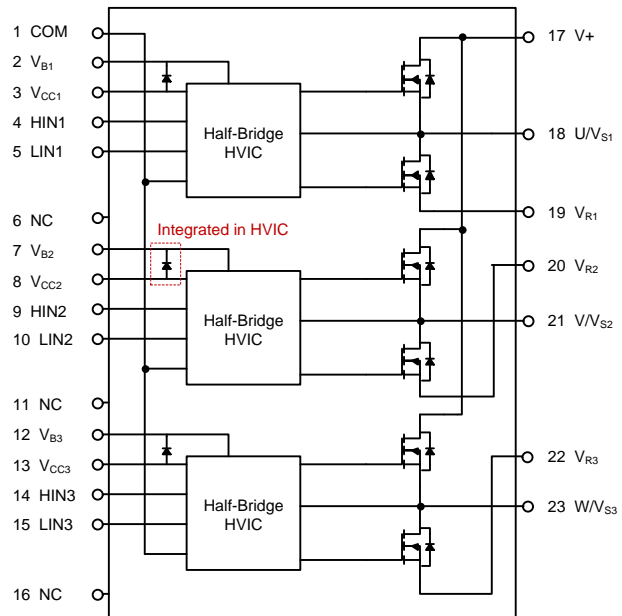 1 COM
2 VB1
3 VCC1
4 HIN1
5 LIN1
6 NC
7 VB2
8 VCC2
9 HIN2
10 LIN2
11 NC
12 VB3
13 VCC3
14 HIN3
15 LIN3
16 NC
Half-Bridge
HVIC
Integrated in HVIC
Half-Bridge
HVIC
Half-Bridge
HVIC
17 V+
18 U/VS1
19 VR1
20 VR2
21 V/VS2
22 VR3
23 W/VS3